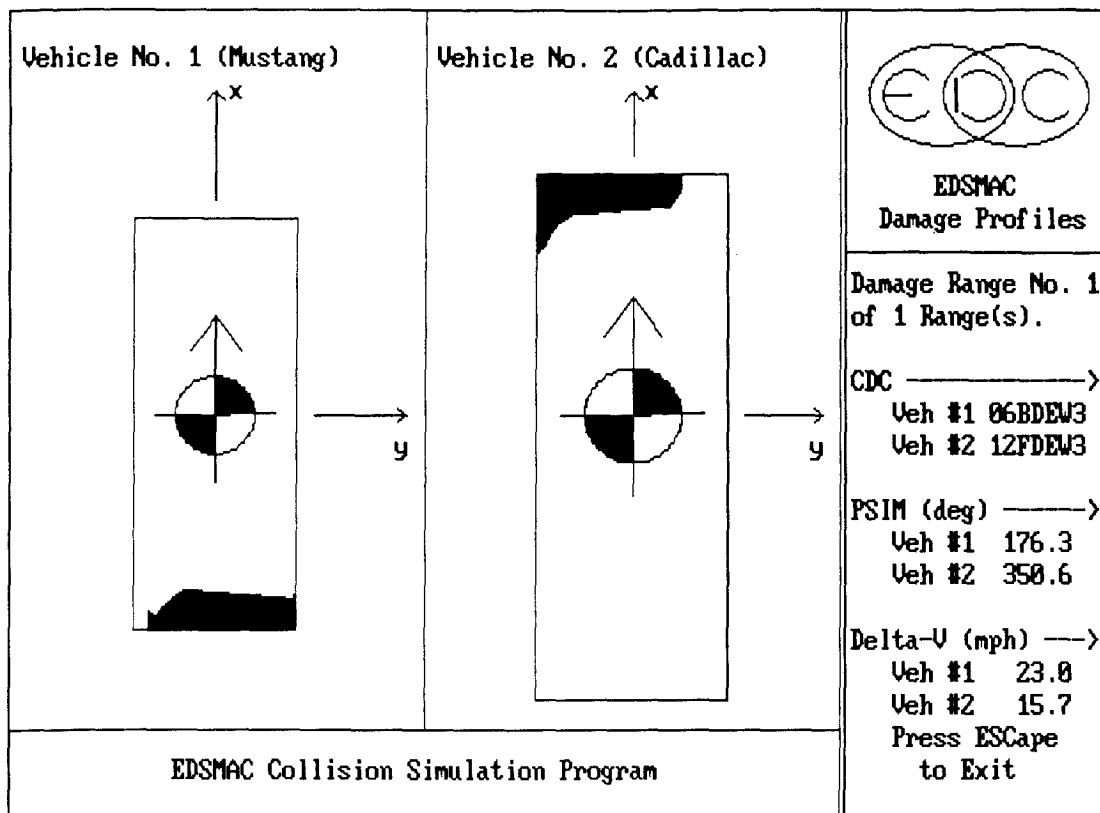 Vehicle No. 1 (Mustang)
x
y
Vehicle No. 2 (Cadillac)
x
y
EDC
EDSMAC
Damage Profiles
Damage Range No. 1
of 1 Range(s).
CDC
Veh #1 06BDEW3
Veh #2 12FDEW3
PSIM (deg)
Veh #1 176.3
Veh #2 350.6
Delta-V (mph)
Veh #1 23.0
Veh #2 15.7
Press ESCape
to Exit
EDSMAC Collision Simulation Program